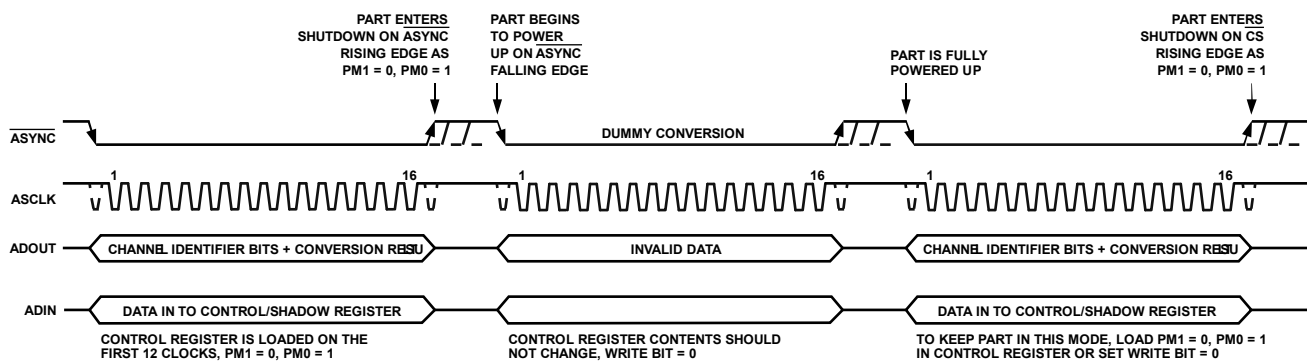 PART ENTERS
SHUTDOWN ON ASYNC
RISING EDGE AS
PM1 = 0, PM0 = 1
PART BEGINS
TO POWER
UP ON ASYNC
FALLING EDGE
PART IS FULLY
POWERED UP
PART ENTERS
SHUTDOWN ON CS
RISING EDGE AS
PM1 = 0, PM0 = 1
ASYNC
DUMMY CONVERSION
ASCLK
1
16
1
16
1
16
ADOUT
CHANNEL IDENTIFIER BITS + CONVERSION
INVALID DATA
CHANNEL IDENTIFIER BITS + CONVERSION
ADIN
DATA IN TO CONTROL/SHADOW REGISTER
DATA IN TO CONTROL/SHADOW REGISTER
CONTROL REGISTER IS LOADED ON THE
FIRST 12 CLOCKS, PM1 = 0, PM0 = 1
CONTROL REGISTER CONTENTS SHOULD
NOT CHANGE, WRITE BIT = 0
TO KEEP PART IN THIS MODE, LOAD PM1 = 0, PM0 = 1
IN CONTROL REGISTER OR SET WRITE BIT = 0